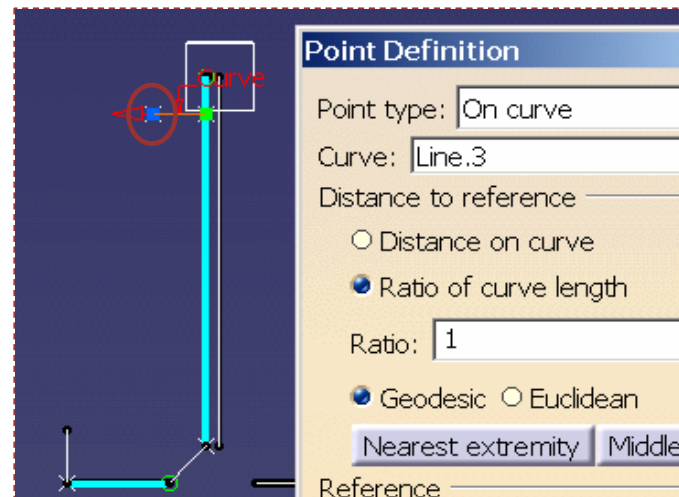 Curve
Point Definition
Point type: On curve
Curve: Line.3
Distance to reference
Distance on curve
Ratio of curve length
Ratio: 1
Geodesic Euclidean
Nearest extremity Middle
Reference